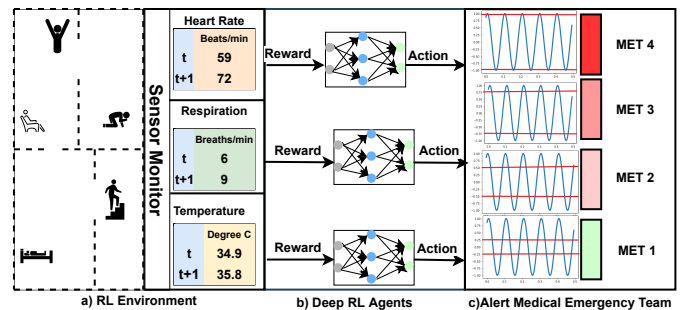 Sensor Monitor
Heart Rate
Beats/min
t 59
t+1 72
Respiration
Breaths/min
t 6
t+1 9
Temperature
Degree C
t 34.9
t+1 35.8
Reward
Action
Reward
Action
Reward
Action
MET 4
MET 3
MET 2
MET 1
a) RL Environment
b) Deep RL Agents
c)Alert Medical Emergency Team